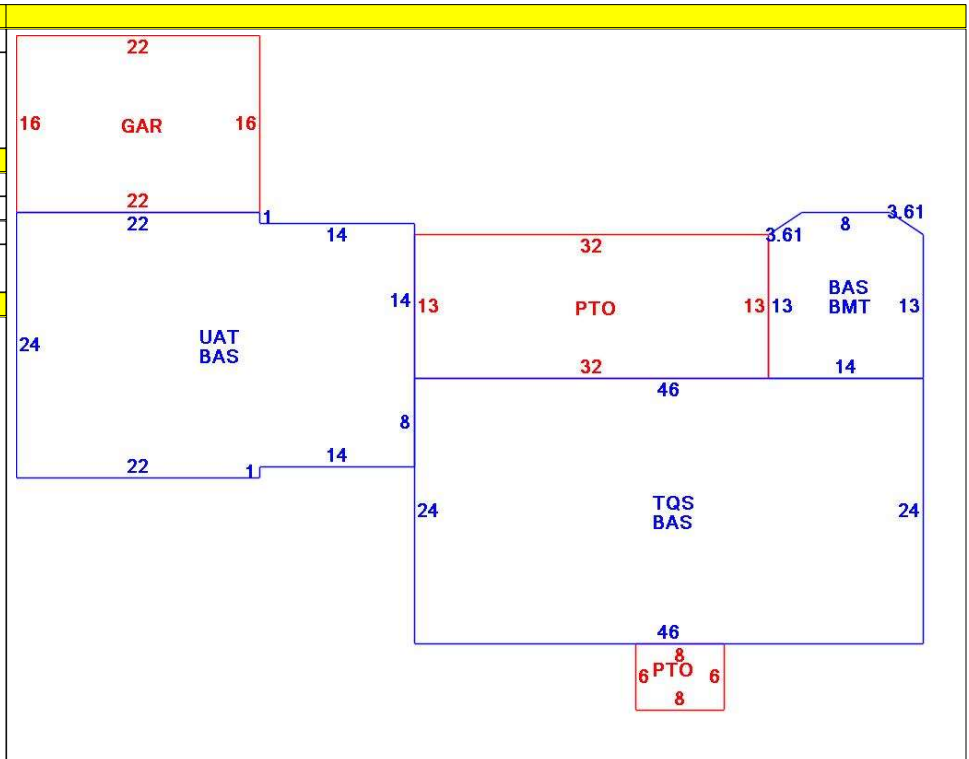 22
16 GAR 16
22
22
1
14
3.61 8 3.61
32
14 13 PTO 13 13 BAS 13
BMT
24 UAT
BAS
32
14
46
8
14
22 1
24 TQS 24
BAS
46
8
6 PTO 6
8